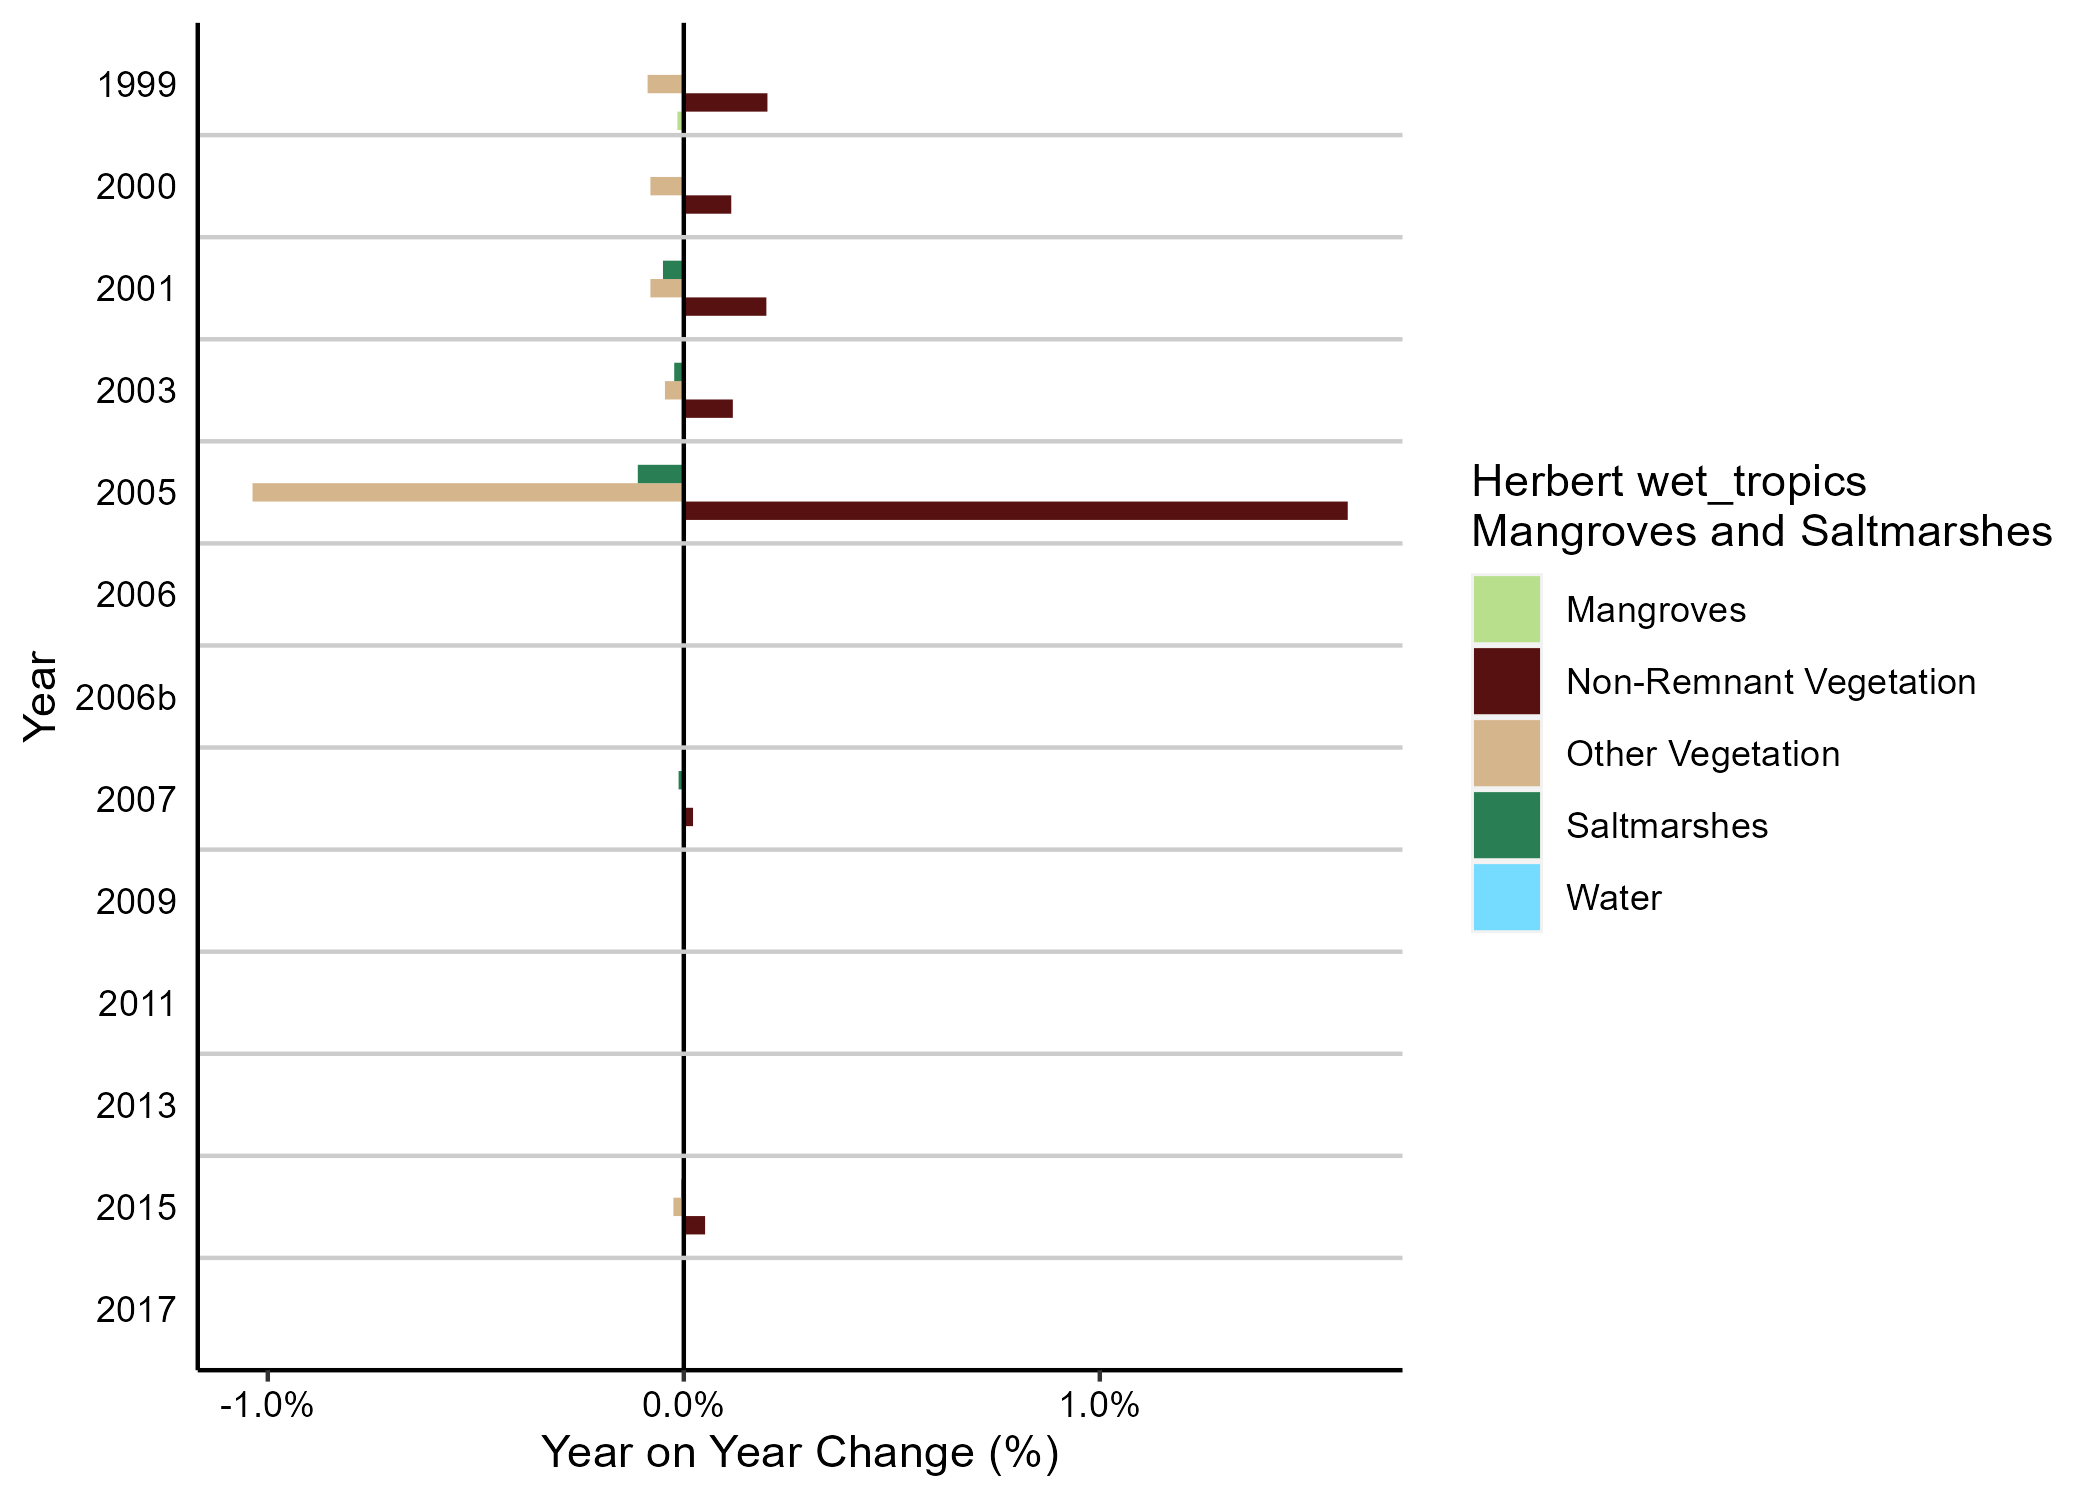 1999
2000
2001
2003
2005
2006
2006b
2007
2009
2011
2013
2015
2017
Year
-1.0%
0.0%
1.0%
Year on Year Change (%)
Herbert wet_tropics
Mangroves and Saltmarshes
Mangroves
Non-Remnant Vegetation
Other Vegetation
Saltmarshes
Water